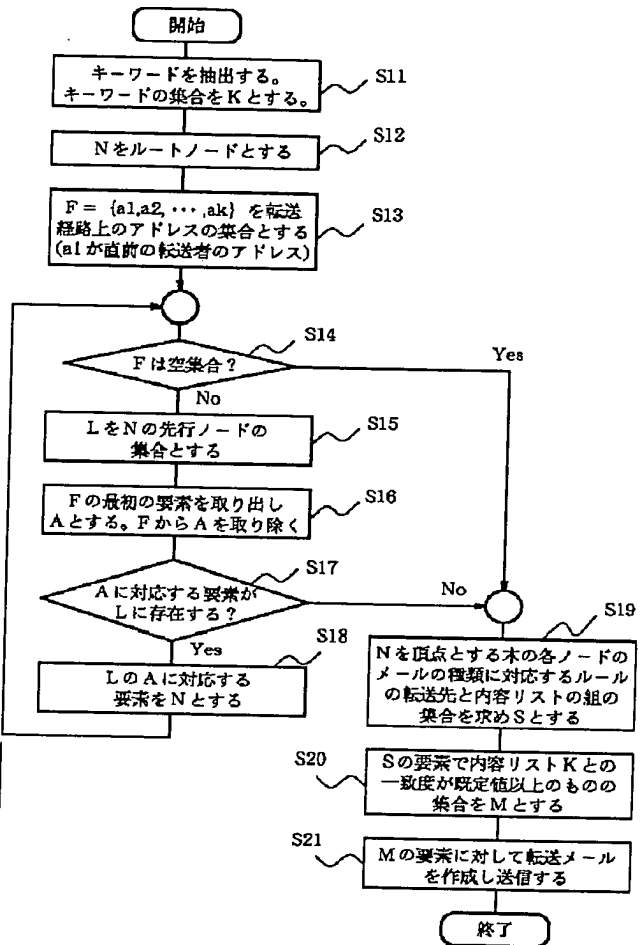 開始
キーワードを抽出する。
キーワードの集合をKとする。
S11
NをルートノードとするS12
F = {a1,a2, ･･･,ak} を転送
経路上のアドレスの集合とする
(a1が直前の転送者のアドレス)
S13
Fは空集合?
S14
Yes
No
LをNの先行ノードの
集合とする
S15
Fの最初の要素を取り出し
Aとする。FからAを取り除く
S16
Aに対応する要素が
Lに存在する?
S17
No
Yes
LのAに対応する
要素をNとする
S18
Nを頂点とする木の各ノードの
メールの種類に対応するルール
の転送先と内容リストの組の
集合を求めSとする
S19
Sの要素で内容リストKとの
一致度が既定値以上のものの
集合をMとする
S20
Mの要素に対して転送メール
を作成し送信する
S21
終了